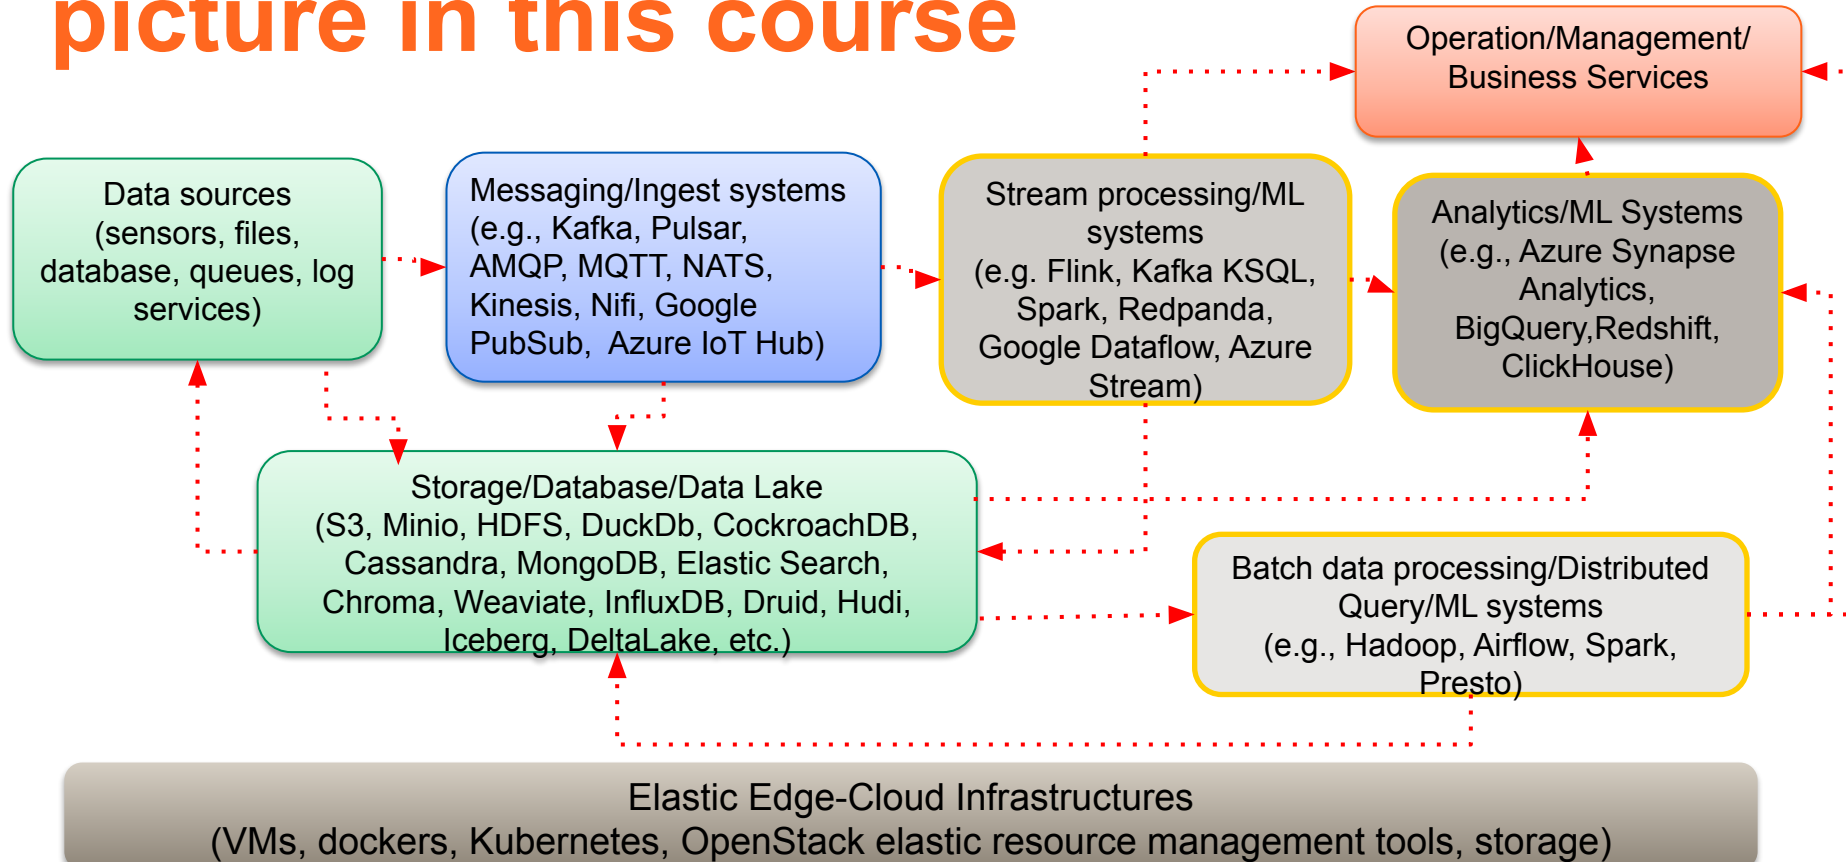 picture in this course
Operation/Management/
Business Services
Data sources
(sensors, files,
database, queues, log
services)
Messaging/Ingest systems
(e.g., Kafka, Pulsar,
AMQP, MQTT, NATS,
Kinesis, Nifi, Google
PubSub,  Azure IoT Hub)
Stream processing/ML
systems
(e.g. Flink, Kafka KSQL,
Spark, Redpanda,
Google Dataflow, Azure
Stream)
Analytics/ML Systems
(e.g., Azure Synapse
Analytics,
BigQuery,Redshift,
ClickHouse)
Storage/Database/Data Lake
(S3, Minio, HDFS, DuckDb, CockroachDB,
Cassandra, MongoDB, Elastic Search,
Chroma, Weaviate, InfluxDB, Druid, Hudi,
Iceberg, DeltaLake, etc.)
Batch data processing/Distributed
Query/ML systems
(e.g., Hadoop, Airflow, Spark,
Presto)
Elastic Edge-Cloud Infrastructures
(VMs, dockers, Kubernetes, OpenStack elastic resource management tools, storage)